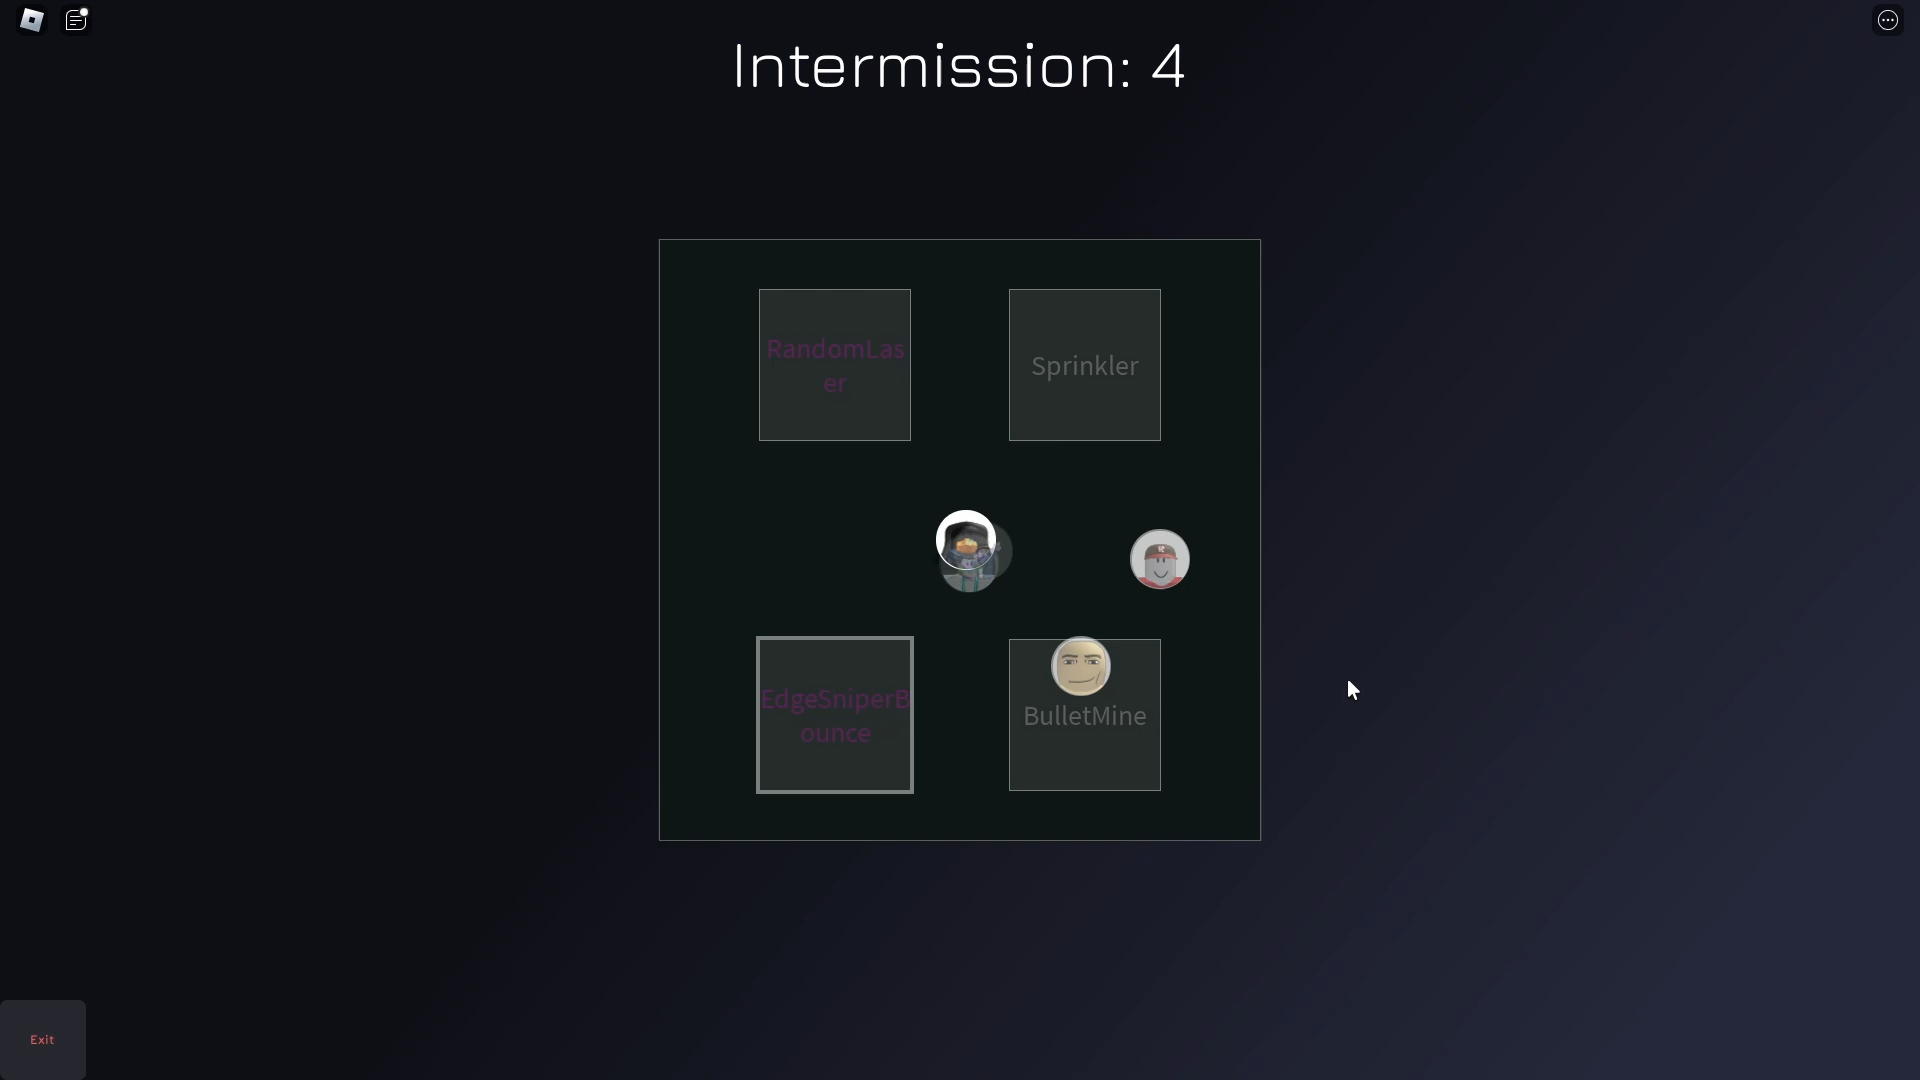 Intermission: 4
RandomLas
er
Sprinkler
EdgeSniperB
ounce
BulletMine
Exit